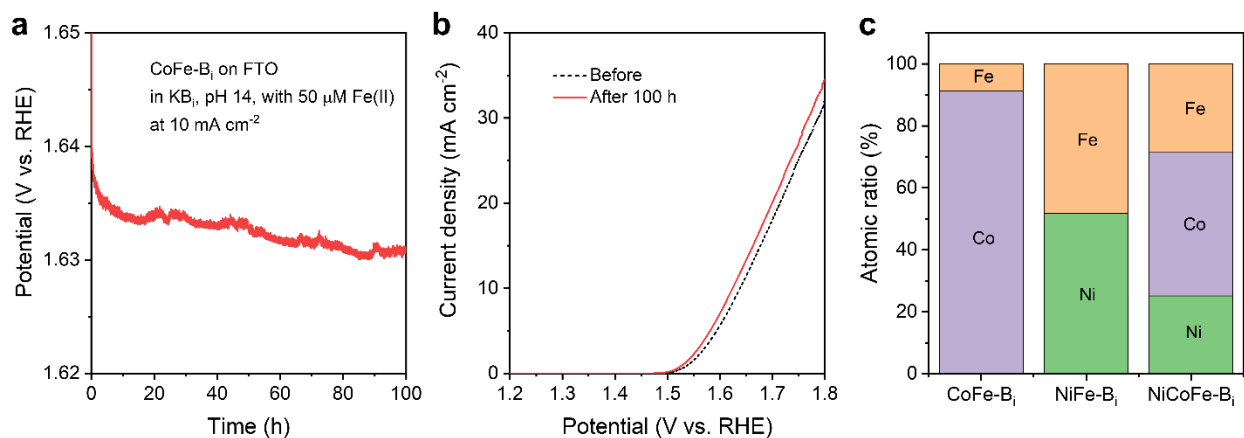 a
1.65
1.64
1.63
1.62
Potential (V vs. RHE)
CoFe-Bᵢ on FTO
in KBᵢ, pH 14, with 50 μM Fe(II)
at 10 mA cm⁻²
0 20 40 60 80 100
Time (h)
b
40
30
20
10
0
Current density (mA cm⁻²)
Before
After 100 h
1.2 1.3 1.4 1.5 1.6 1.7 1.8
Potential (V vs. RHE)
c
100
80
60
40
20
0
Atomic ratio (%)
Fe
Co
Fe
Ni
Fe
Co
Ni
CoFe-Bᵢ NiFe-Bᵢ NiCoFe-Bᵢ